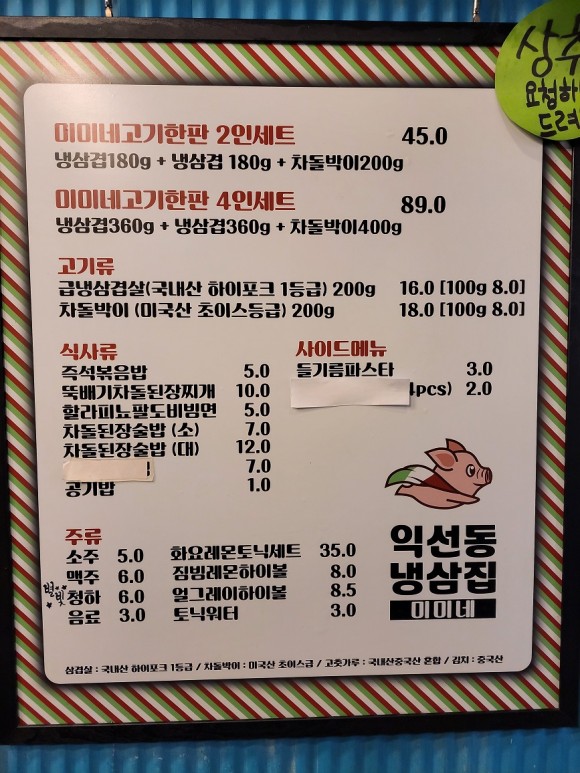 상추
요청하
드려
미미네고기한판 2인세트 45.0
냉삼겹180g + 냉삼겹 180g + 차돌박이200g
미미네고기한판 4인세트 89.0
냉삼겹360g + 냉삼겹360g + 차돌박이400g
고기류
급냉삼겹살(국내산 하이포크 1등급) 200g 16.0 [100g 8.0]
차돌박이 (미국산 초이스등급) 200g 18.0 [100g 8.0]
식사류
즉석볶음밥 5.0
뚝배기차돌된장찌개 10.0
할라피뇨팔도비빔면 5.0
차돌된장술밥 (소) 7.0
차돌된장술밥 (대) 12.0
7.0
공기밥 1.0
사이드메뉴
들기름파스타 3.0
4pcs) 2.0
주류
소주 5.0
맥주 6.0
별빛 청하 6.0
음료 3.0
화요레몬토닉세트 35.0
짐빔레몬하이볼 8.0
얼그레이하이볼 8.5
토닉워터 3.0
익선동
냉삼집
미미네
삼겹살 : 국내산 하이포크 1등급 / 차돌박이 : 미국산 초이스급 / 고춧가루 : 국내산중국산 혼합 / 김치 : 중국산